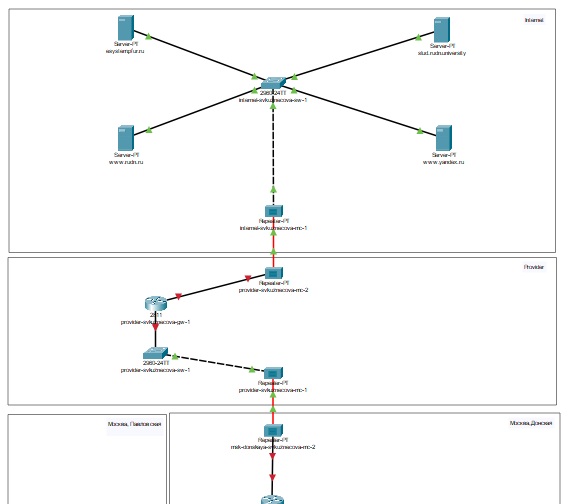 Internet
Server-PT
esystem.pfur.ru
Server-PT
stud.rudn.university
2960-24TT
internet-svkuznecova-sw-1
Server-PT
www.rudn.ru
Server-PT
www.yandex.ru
Repeater-PT
internet-svkuznecova-mc-1
Provider
Repeater-PT
provider-svkuznecova-mc-2
2811
provider-svkuznecova-gw-1
2960-24TT
provider-svkuznecova-sw-1
Repeater-PT
provider-svkuznecova-mc-1
Москва, Павловская
Москва, Донская
Repeater-PT
msk-donskaya-svkuznecova-mc-2